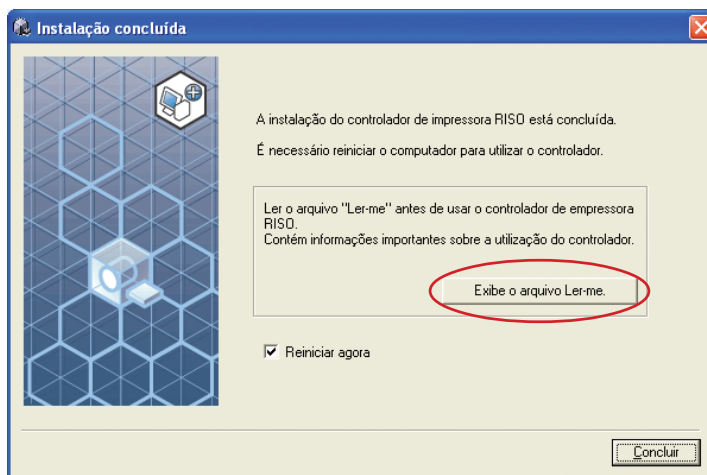 Instalação concluída
A instalação do controlador de impressora RISO está concluída.
É necessário reiniciar o computador para utilizar o controlador.
Ler o arquivo "Ler-me" antes de usar o controlador de empressora
RISO.
Contém informações importantes sobre a utilização do controlador.
Exibe o arquivo Ler-me.
Reiniciar agora
Concluir